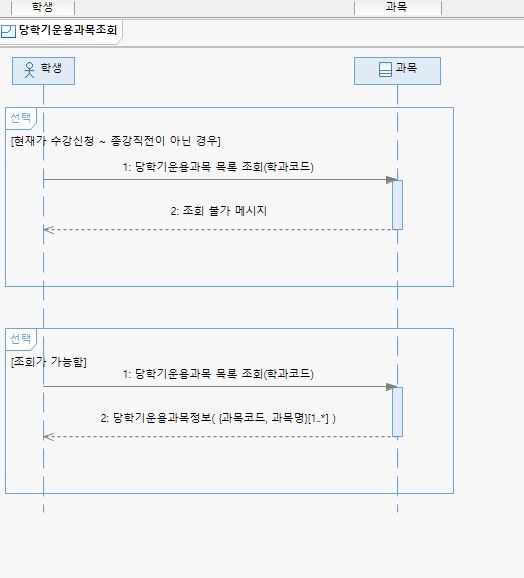 학생
과목
당학기운용과목조회
학생
과목
선택
[현재가 수강신청 ~ 종강직전이 아닌 경우]
1: 당학기운용과목 목록 조회(학과코드)
2: 조회 불가 메시지
선택
[조회가 가능함]
1: 당학기운용과목 목록 조회(학과코드)
2: 당학기운용과목정보( {과목코드, 과목명}[1..*] )